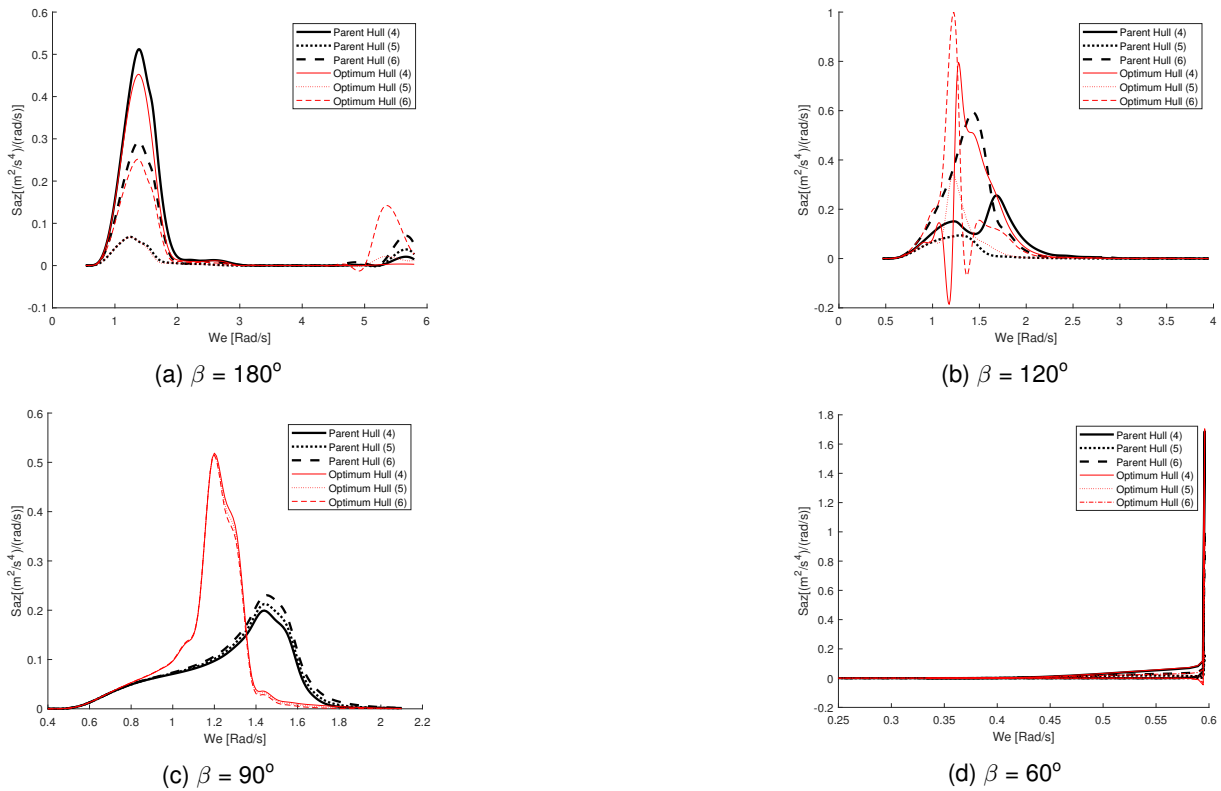 0.6
0.5
0.4
0.3
0.2
0.1
0
-0.1
Saz[(m²/s⁴)/(rad/s)]
0 1 2 3 4 5 6
We [Rad/s]
Parent Hull (4)
Parent Hull (5)
Parent Hull (6)
Optimum Hull (4)
Optimum Hull (5)
Optimum Hull (6)
(a) β = 180°
1
0.8
0.6
0.4
0.2
0
-0.2
Saz[(m²/s⁴)/(rad/s)]
0 0.5 1 1.5 2 2.5 3 3.5 4
We [Rad/s]
Parent Hull (4)
Parent Hull (5)
Parent Hull (6)
Optimum Hull (4)
Optimum Hull (5)
Optimum Hull (6)
(b) β = 120°
0.6
0.5
0.4
0.3
0.2
0.1
0
Saz[(m²/s⁴)/(rad/s)]
0.4 0.6 0.8 1 1.2 1.4 1.6 1.8 2 2.2
We [Rad/s]
Parent Hull (4)
Parent Hull (5)
Parent Hull (6)
Optimum Hull (4)
Optimum Hull (5)
Optimum Hull (6)
(c) β = 90°
1.8
1.6
1.4
1.2
1
0.8
0.6
0.4
0.2
0
-0.2
Saz[(m²/s⁴)/(rad/s)]
0.25 0.3 0.35 0.4 0.45 0.5 0.55 0.6
We [Rad/s]
Parent Hull (4)
Parent Hull (5)
Parent Hull (6)
Optimum Hull (4)
Optimum Hull (5)
Optimum Hull (6)
(d) β = 60°